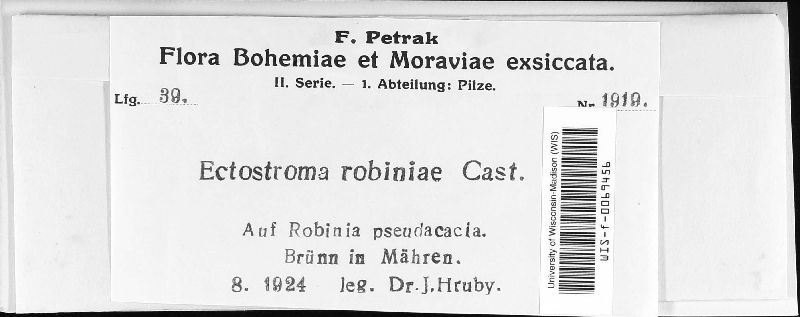 F. Petrak
Flora Bohemiae et Moraviae exsiccata.
II. Serie. — 1. Abteilung: Pilze.
Lfg. 39. Nr. 1919.
Ectostroma robiniae Cast.
Auf Robinia pseudacacia.
Brünn in Mähren.
8. 1924 leg. Dr.J.Hruby.
University of Wisconsin-Madison (WIS)
WIS-f-0069456